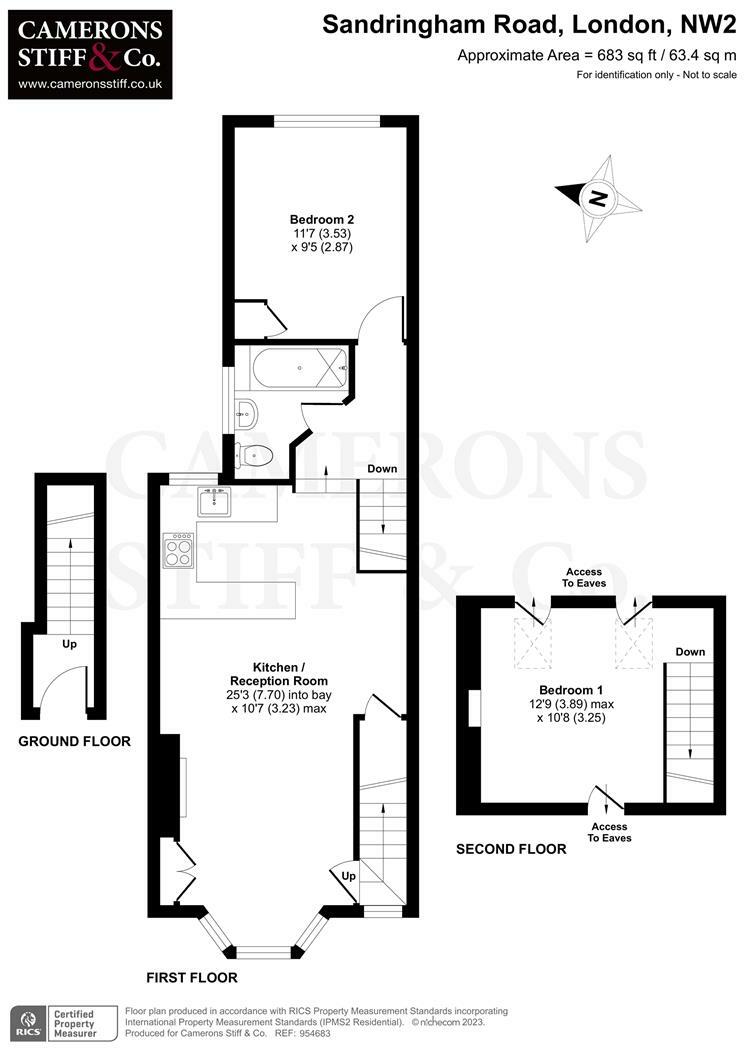 CAMERONS
STIFF & Co.
www.cameronsstiff.co.uk
Sandringham Road, London, NW2
Approximate Area = 683 sq ft / 63.4 sq m
For identification only - Not to scale
Bedroom 2
11'7 (3.53)
x 9'5 (2.87)
N
CAMERONS
STIFF & Co.
Down
Up
GROUND FLOOR
Kitchen /
Reception Room
25'3 (7.70) into bay
x 10'7 (3.23) max
Up
FIRST FLOOR
Access
To Eaves
Down
Bedroom 1
12'9 (3.89) max
x 10'8 (3.25)
Access
To Eaves
SECOND FLOOR
RICS
Certified
Property
Measurer
Floor plan produced in accordance with RICS Property Measurement Standards incorporating
International Property Measurement Standards (IPMS2 Residential). © nichecom 2023.
Produced for Camerons Stiff & Co. REF: 954683